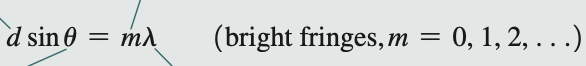 d sin θ = mλ (bright fringes, m = 0, 1, 2, . . .)